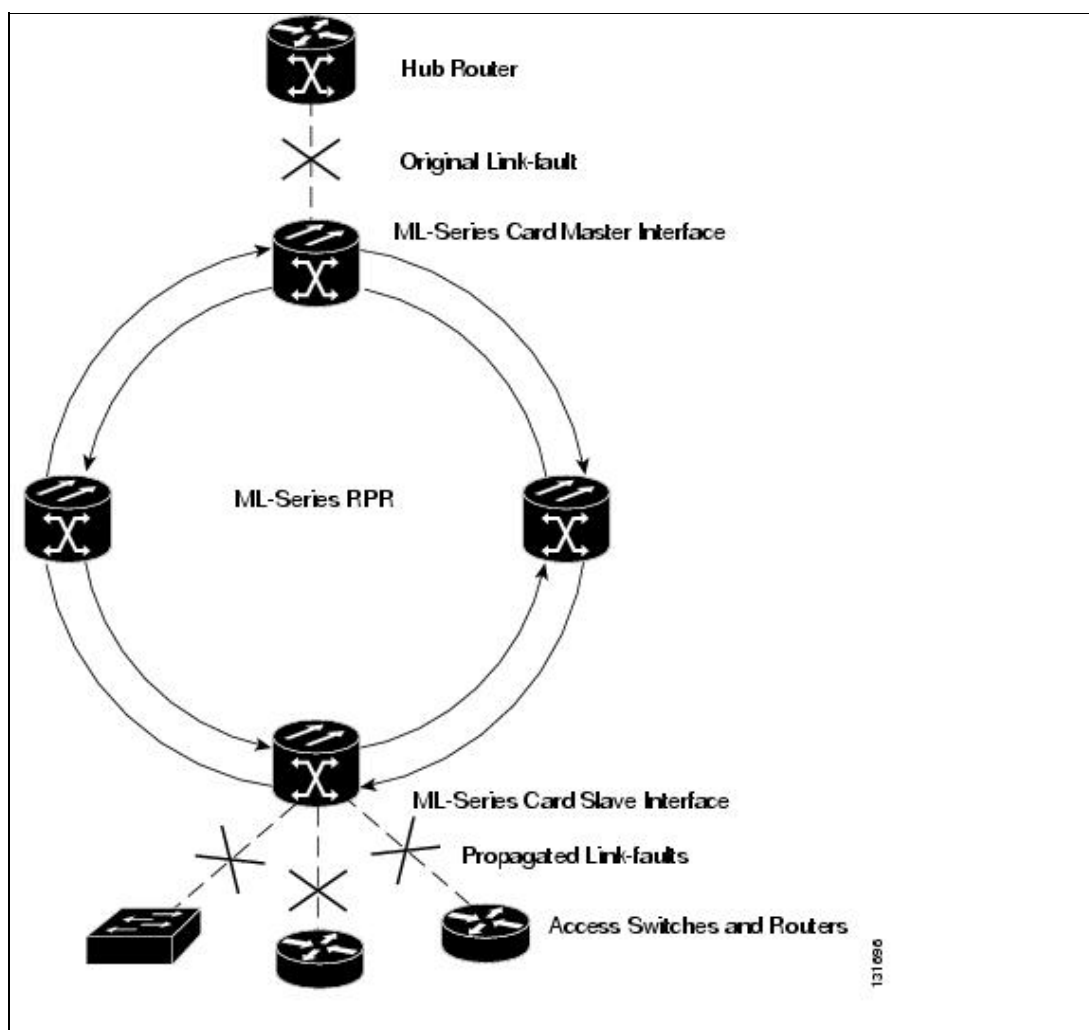 Hub Router
Original Link-fault
ML-Series Card Master Interface
ML-Series RPR
ML-Series Card Slave Interface
Propagated Link-faults
Access Switches and Routers
131696